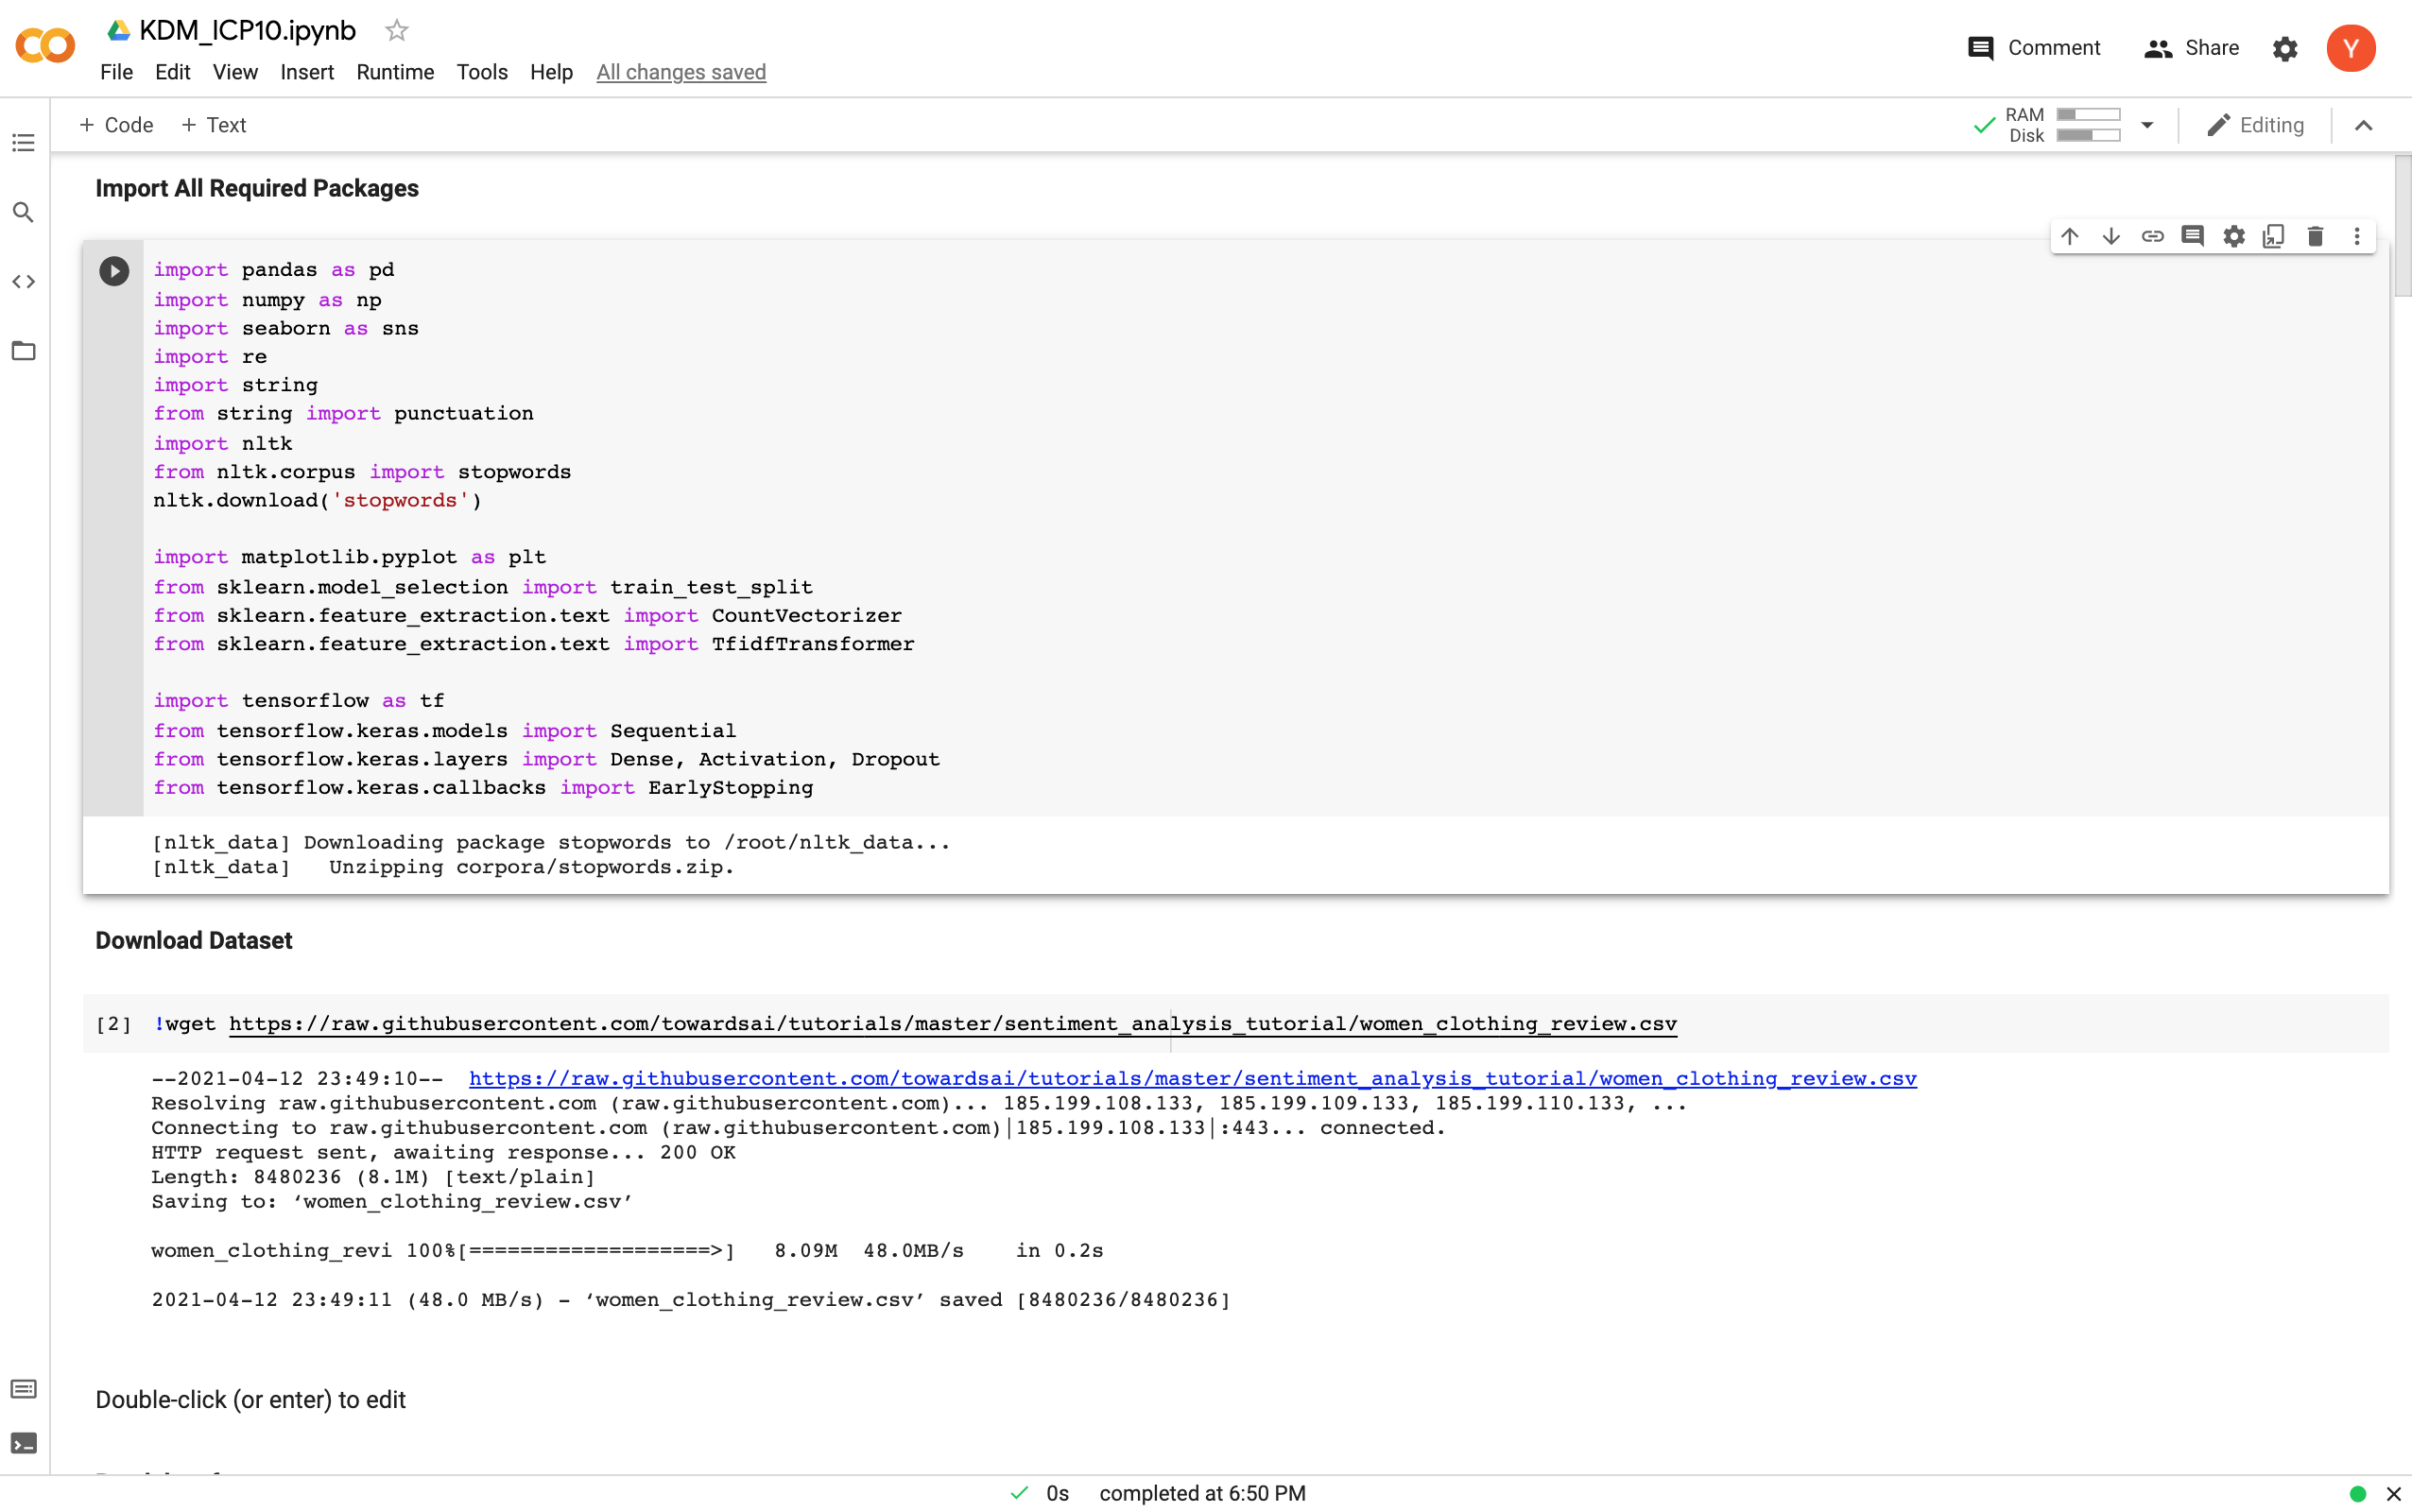 KDM_ICP10.ipynb
File Edit View Insert Runtime Tools Help All changes saved
Comment Share Y
+ Code + Text
RAM
Disk
Editing
Import All Required Packages
import pandas as pd
import numpy as np
import seaborn as sns
import re
import string
from string import punctuation
import nltk
from nltk.corpus import stopwords
nltk.download('stopwords')
import matplotlib.pyplot as plt
from sklearn.model_selection import train_test_split
from sklearn.feature_extraction.text import CountVectorizer
from sklearn.feature_extraction.text import TfidfTransformer
import tensorflow as tf
from tensorflow.keras.models import Sequential
from tensorflow.keras.layers import Dense, Activation, Dropout
from tensorflow.keras.callbacks import EarlyStopping
[nltk_data] Downloading package stopwords to /root/nltk_data...
[nltk_data]   Unzipping corpora/stopwords.zip.
Download Dataset
[2] !wget https://raw.githubusercontent.com/towardsai/tutorials/master/sentiment_analysis_tutorial/women_clothing_review.csv
--2021-04-12 23:49:10--  https://raw.githubusercontent.com/towardsai/tutorials/master/sentiment_analysis_tutorial/women_clothing_review.csv
Resolving raw.githubusercontent.com (raw.githubusercontent.com)... 185.199.108.133, 185.199.109.133, 185.199.110.133, ...
Connecting to raw.githubusercontent.com (raw.githubusercontent.com)|185.199.108.133|:443... connected.
HTTP request sent, awaiting response... 200 OK
Length: 8480236 (8.1M) [text/plain]
Saving to: ‘women_clothing_review.csv’
women_clothing_revi 100%[===================>]   8.09M  48.0MB/s    in 0.2s
2021-04-12 23:49:11 (48.0 MB/s) - ‘women_clothing_review.csv’ saved [8480236/8480236]
Double-click (or enter) to edit
0s completed at 6:50 PM